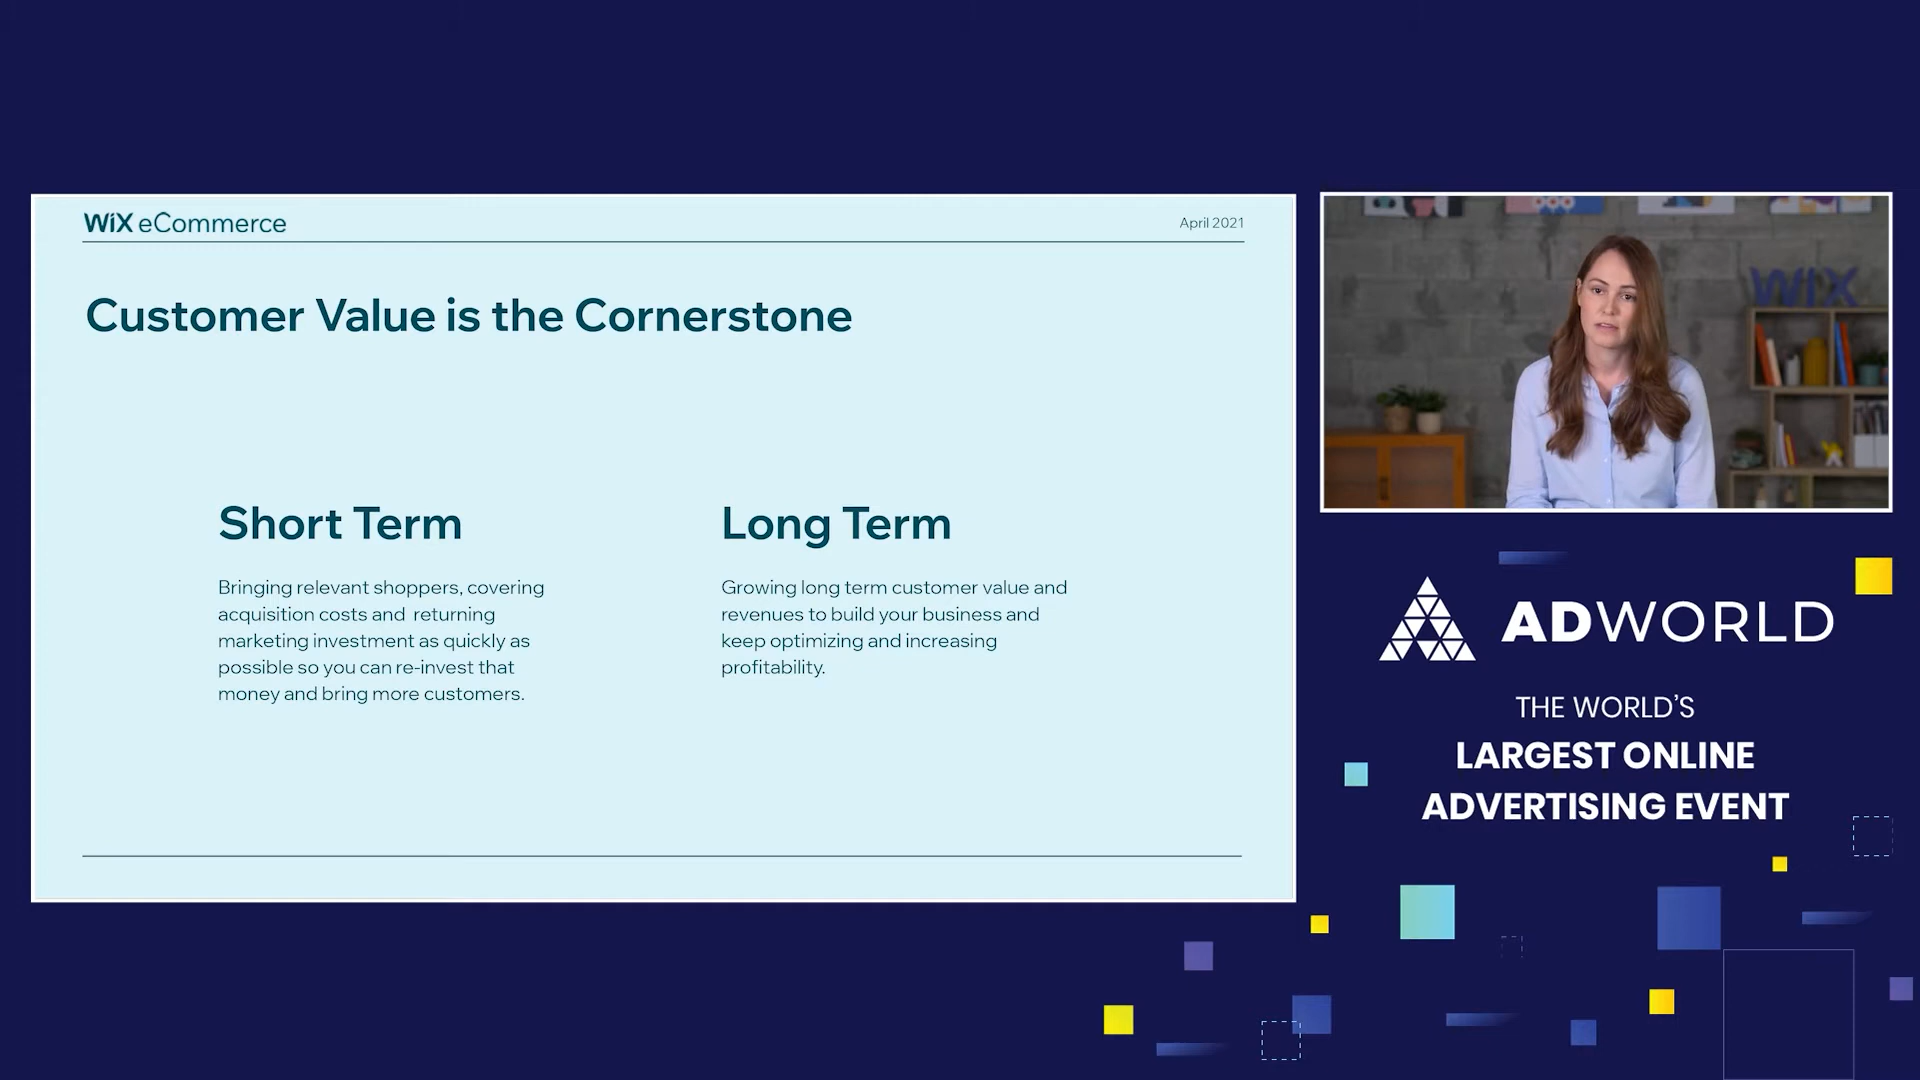 WiX eCommerce
April 2021
Customer Value is the Cornerstone
Short Term
Bringing relevant shoppers, covering
acquisition costs and returning
marketing investment as quickly as
possible so you can re-invest that
money and bring more customers.
Long Term
Growing long term customer value and
revenues to build your business and
keep optimizing and increasing
profitability.
WIX
ADWORLD
THE WORLD'S
LARGEST ONLINE
ADVERTISING EVENT